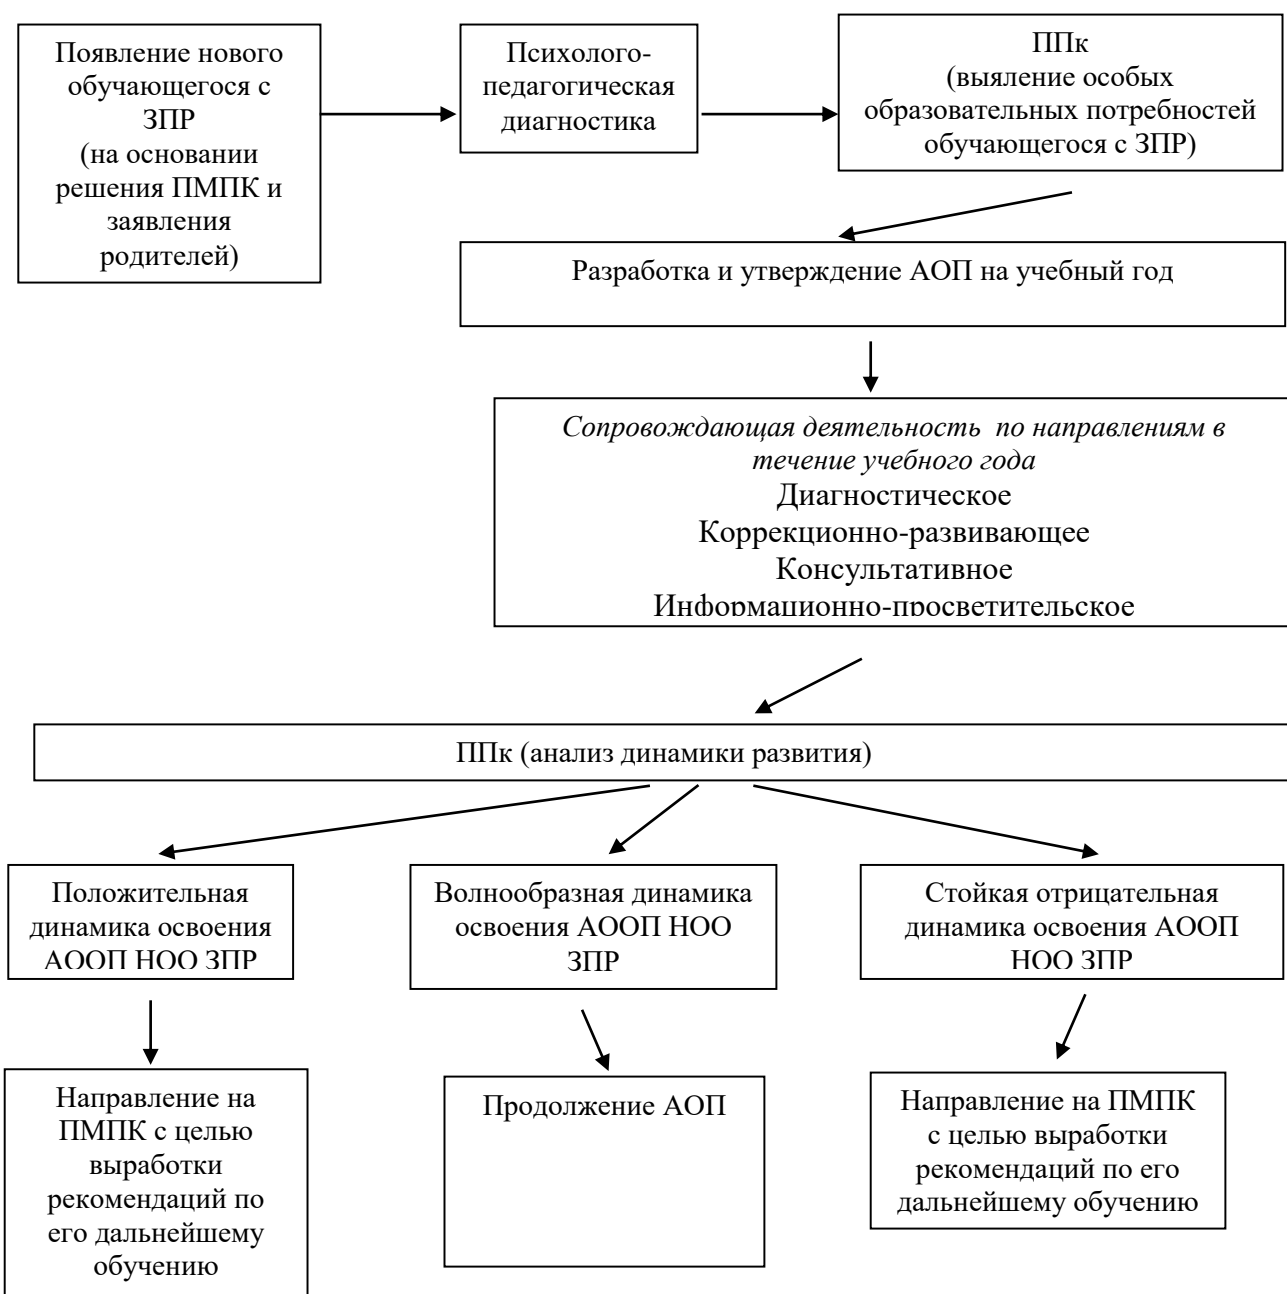 Появление нового
обучающегося с
ЗПР
(на основании
решения ПМПК и
заявления
родителей)
Психолого-
педагогическая
диагностика
ППк
(выяление особых
образовательных потребностей
обучающегося с ЗПР)
Разработка и утверждение АОП на учебный год
Сопровождающая деятельность по направлениям в
течение учебного года
Диагностическое
Коррекционно-развивающее
Консультативное
Информационно-просветительское
ППк (анализ динамики развития)
Положительная
динамика освоения
АООП НОО ЗПР
Волнообразная динамика
освоения АООП НОО
ЗПР
Стойкая отрицательная
динамика освоения АООП
НОО ЗПР
Направление на
ПМПК с целью
выработки
рекомендаций по
его дальнейшему
обучению
Продолжение АОП
Направление на ПМПК
с целью выработки
рекомендаций по его
дальнейшему обучению